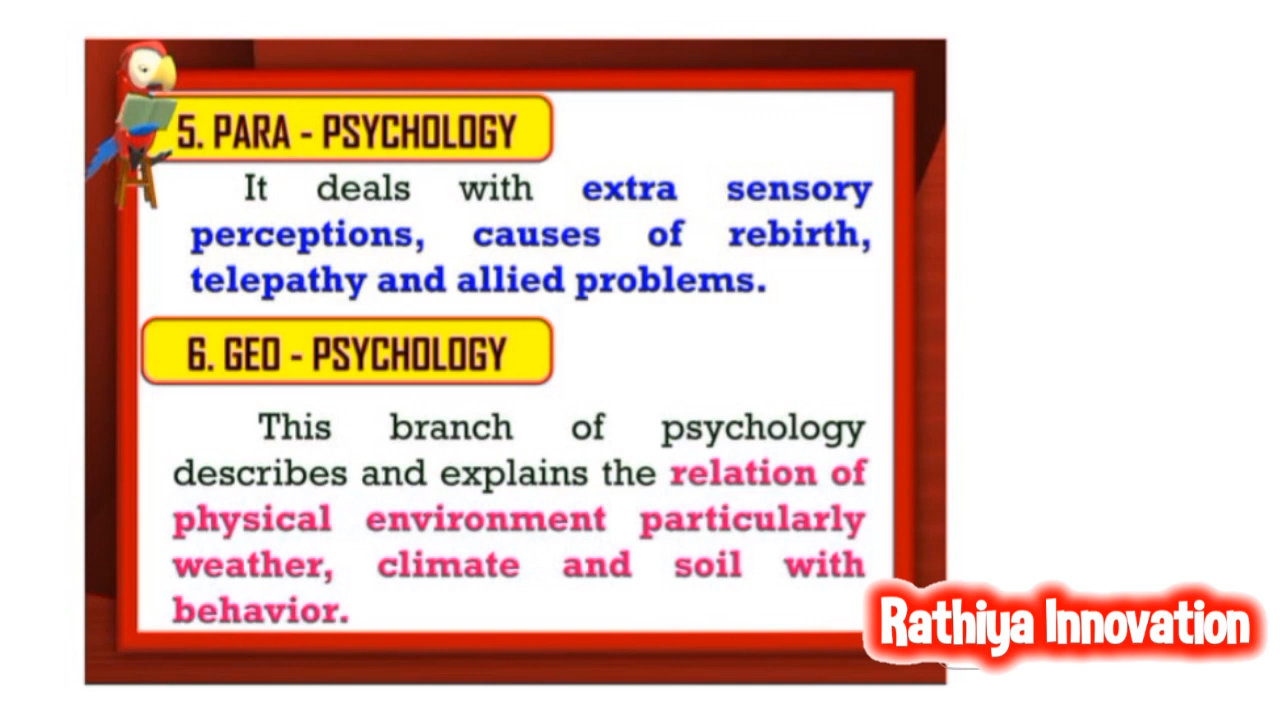 5. PARA - PSYCHOLOGY
It deals with extra sensory
perceptions, causes of rebirth,
telepathy and allied problems.
6. GEO - PSYCHOLOGY
This branch of psychology
describes and explains the relation of
physical environment particularly
weather, climate and soil with
behavior.
Rathiya Innovation